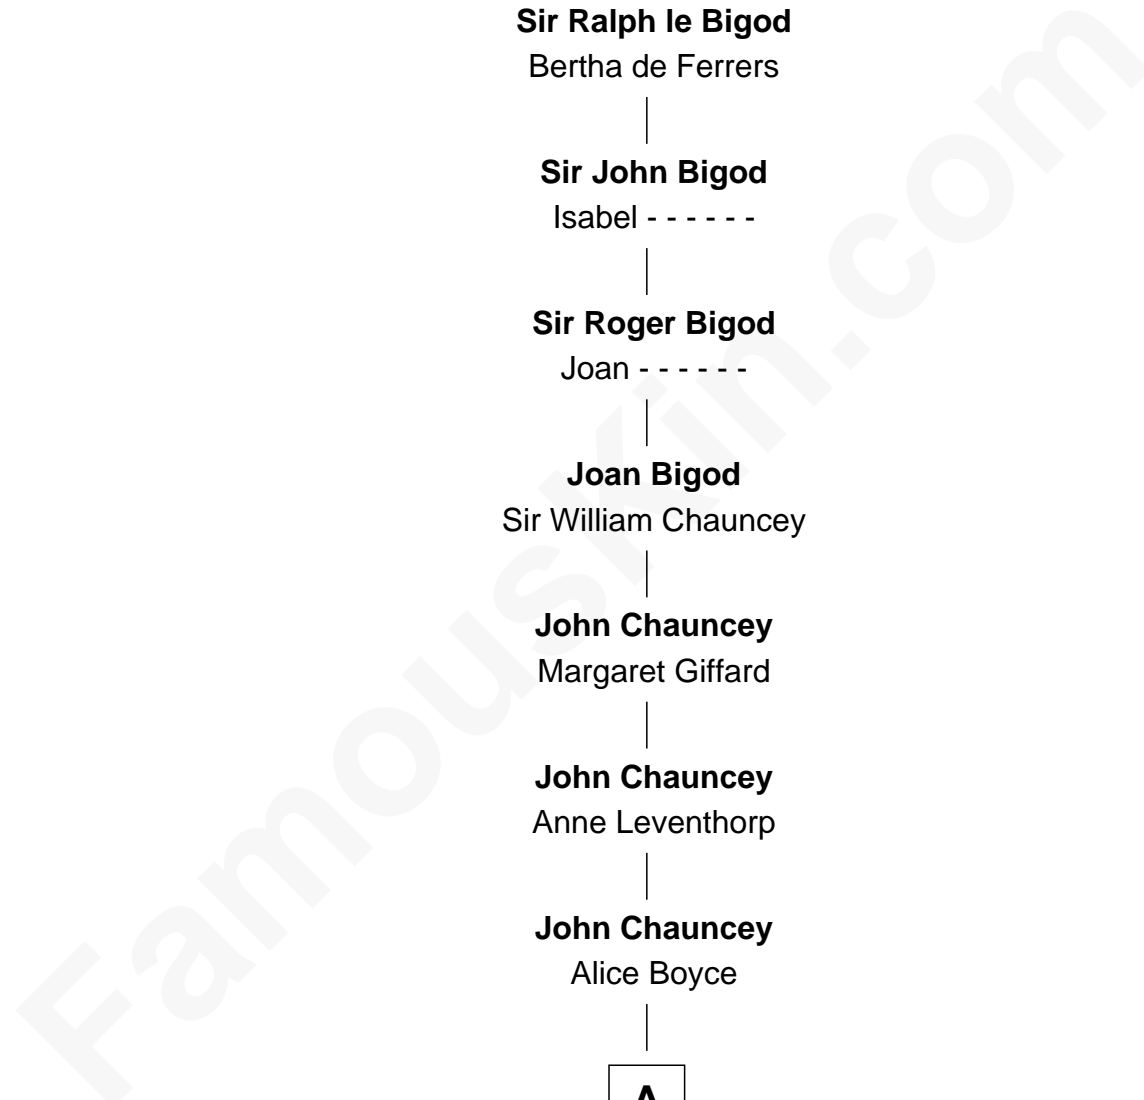 Sir Ralph le Bigod
Bertha de Ferrers
Sir John Bigod
Isabel - - - - - -
Sir Roger Bigod
Joan - - - - - -
Joan Bigod
Sir William Chauncey
John Chauncey
Margaret Giffard
John Chauncey
Anne Leventhorp
John Chauncey
Alice Boyce
A
FamousKin.com